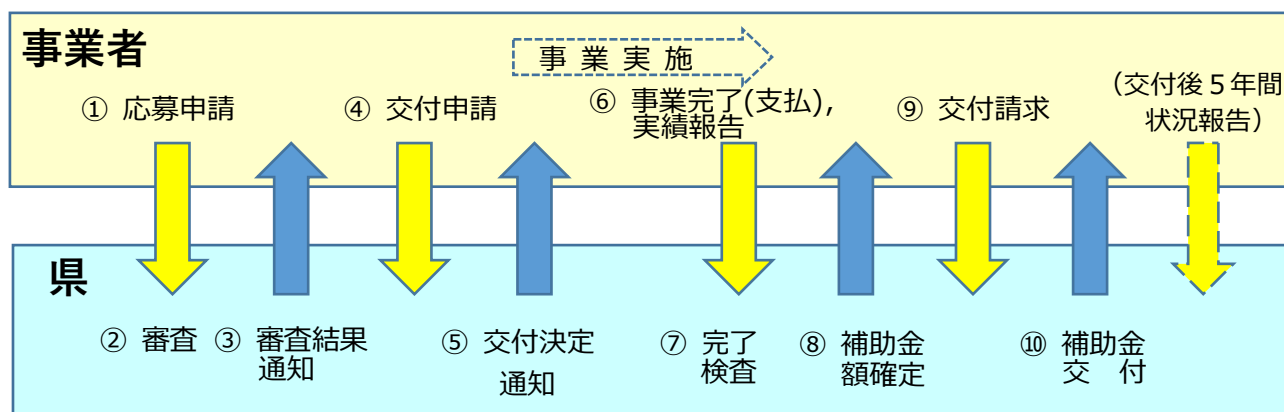 事業者
事 業 実 施
① 応募申請
④ 交付申請
⑥ 事業完了(支払),
実績報告
⑨ 交付請求
（交付後５年間
状況報告）
県
② 審査
③ 審査結果
通知
⑤ 交付決定
通知
⑦ 完了
検査
⑧ 補助金
額確定
⑩ 補助金
交　付